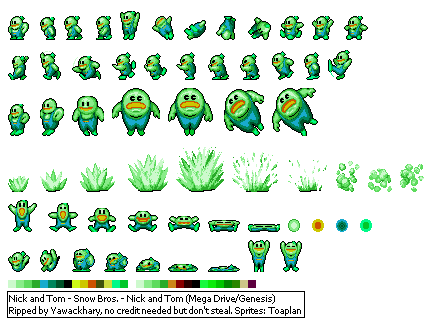 Nick and Tom - Snow Bros. - Nick and Tom (Mega Drive/Genesis)
Ripped by Yawackhary, no credit needed but don't steal. Sprites: Toaplan